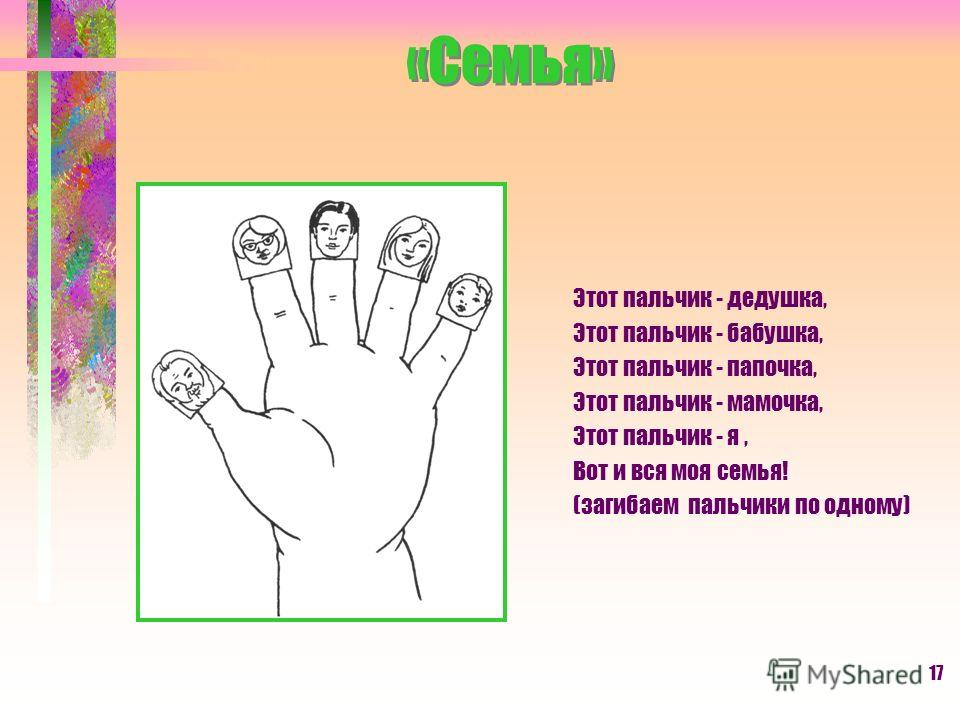 «Семья»
Этот пальчик - дедушка,
Этот пальчик - бабушка,
Этот пальчик - папочка,
Этот пальчик - мамочка,
Этот пальчик - я ,
Вот и вся моя семья!
(загибаем пальчики по одному)
MyShared
17